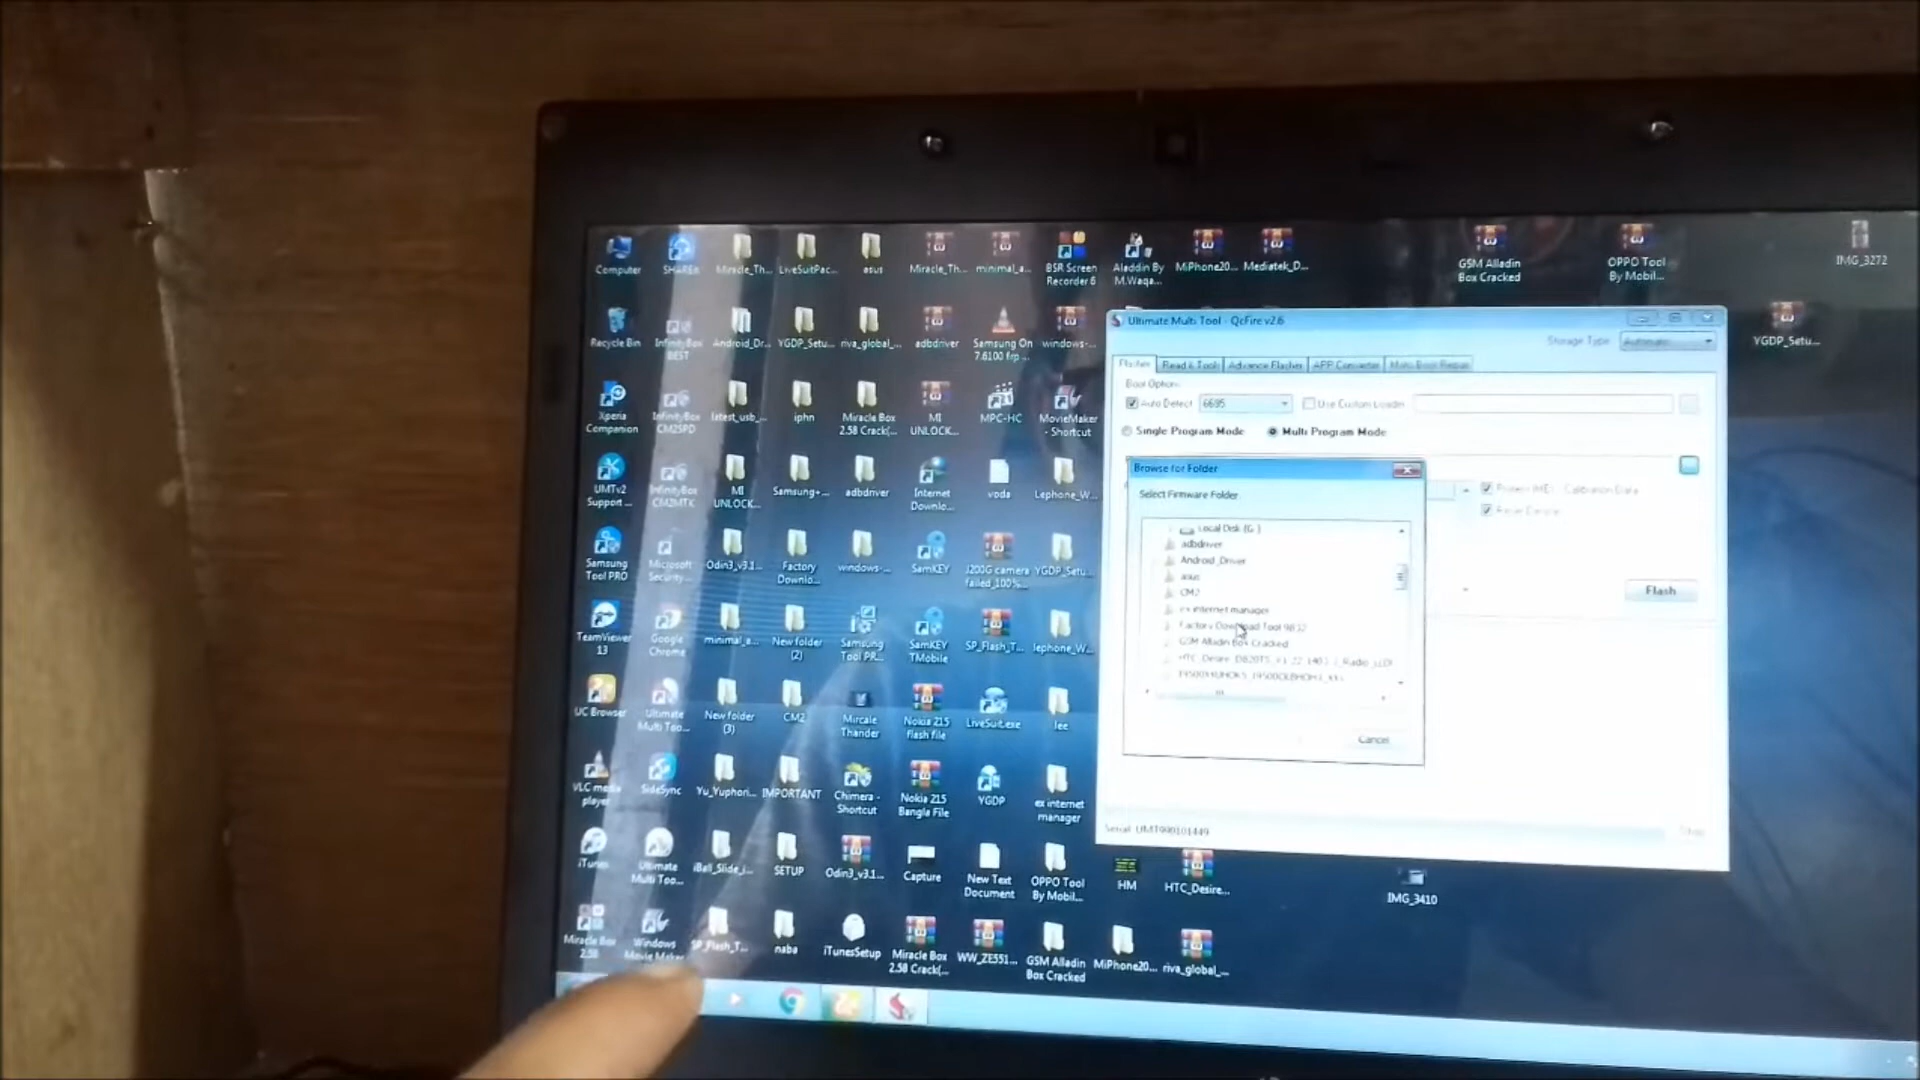 Computer
SHAREit
Miracle_Th...
LiveSuitPac...
asus
Miracle_Th...
minimal_a...
BSR Screen
Recorder 6
Aladdin By
M.Waqa...
MiPhone20...
Mediatek_D...
GSM Alladin
Box Cracked
OPPO Tool
By Mobil...
IMG_3272
Recycle Bin
InfinityBox
BEST
Android_Dr...
YGDP_Setu...
riva_global_...
adbdriver
Samsung On
7.6100 frp ...
windows-...
YGDP_Setu...
Xperia
Companion
InfinityBox
CM2SPD
latest_usb_...
iphn
Miracle Box
2.58 Crack(...
MI
UNLOCK...
MPC-HC
MovieMaker
- Shortcut
UMTv2
Support ...
InfinityBox
CM2MTK
MI
UNLOCK...
Samsung+...
adbdriver
Internet
Downlo...
voda
Lephone_W...
Samsung
Tool PRO
Microsoft
Security...
Odin3_v3.1...
Factory
Downlo...
windows-...
SamKEY
J200G camera
failed_100%...
YGDP_Setu...
TeamViewer
13
Google
Chrome
minimal_a...
New folder
(2)
Samsung
Tool PR...
SamKEY
TMobile
SP_Flash_T...
lephone_W...
UC Browser
Ultimate
Multi Too...
New folder
(3)
CM2
Mircale
Thander
Nokia 215
flash file
LiveSuit.exe
lee
VLC media
player
SideSync
Yu_Yuphori...
IMPORTANT
Chimera -
Shortcut
Nokia 215
Bangla File
YGDP
ex internet
manager
iTunes
Ultimate
Multi Too...
iBall_Slide_i...
SETUP
Odin3_v3.1...
Capture
New Text
Document
OPPO Tool
By Mobil...
HM
HTC_Desire...
IMG_3410
Miracle Box
2.58
Windows
Movie Maker
SP_Flash_T...
naba
iTunesSetup
Miracle Box
2.58 Crack(...
WW_ZE551...
GSM Alladin
Box Cracked
MiPhone20...
riva_global_...
Ultimate Multi Tool - QcFire v2.6
Storage Type
Automatic
Flasher
Read & Tools
Advance Flasher
APP Converter
Multi Boot Repair
Boot Options
Auto Detect
6695
Use Custom Loader
Single Program Mode
Multi Program Mode
Browse for Folder
Select Firmware Folder
Local Disk (G:)
adbdriver
Android_Driver
asus
CM2
ex internet manager
Factory Download Tool 9832
GSM Alladin Box Cracked
Cancel
Calibration Data
Flash
Serial: UMT990101449